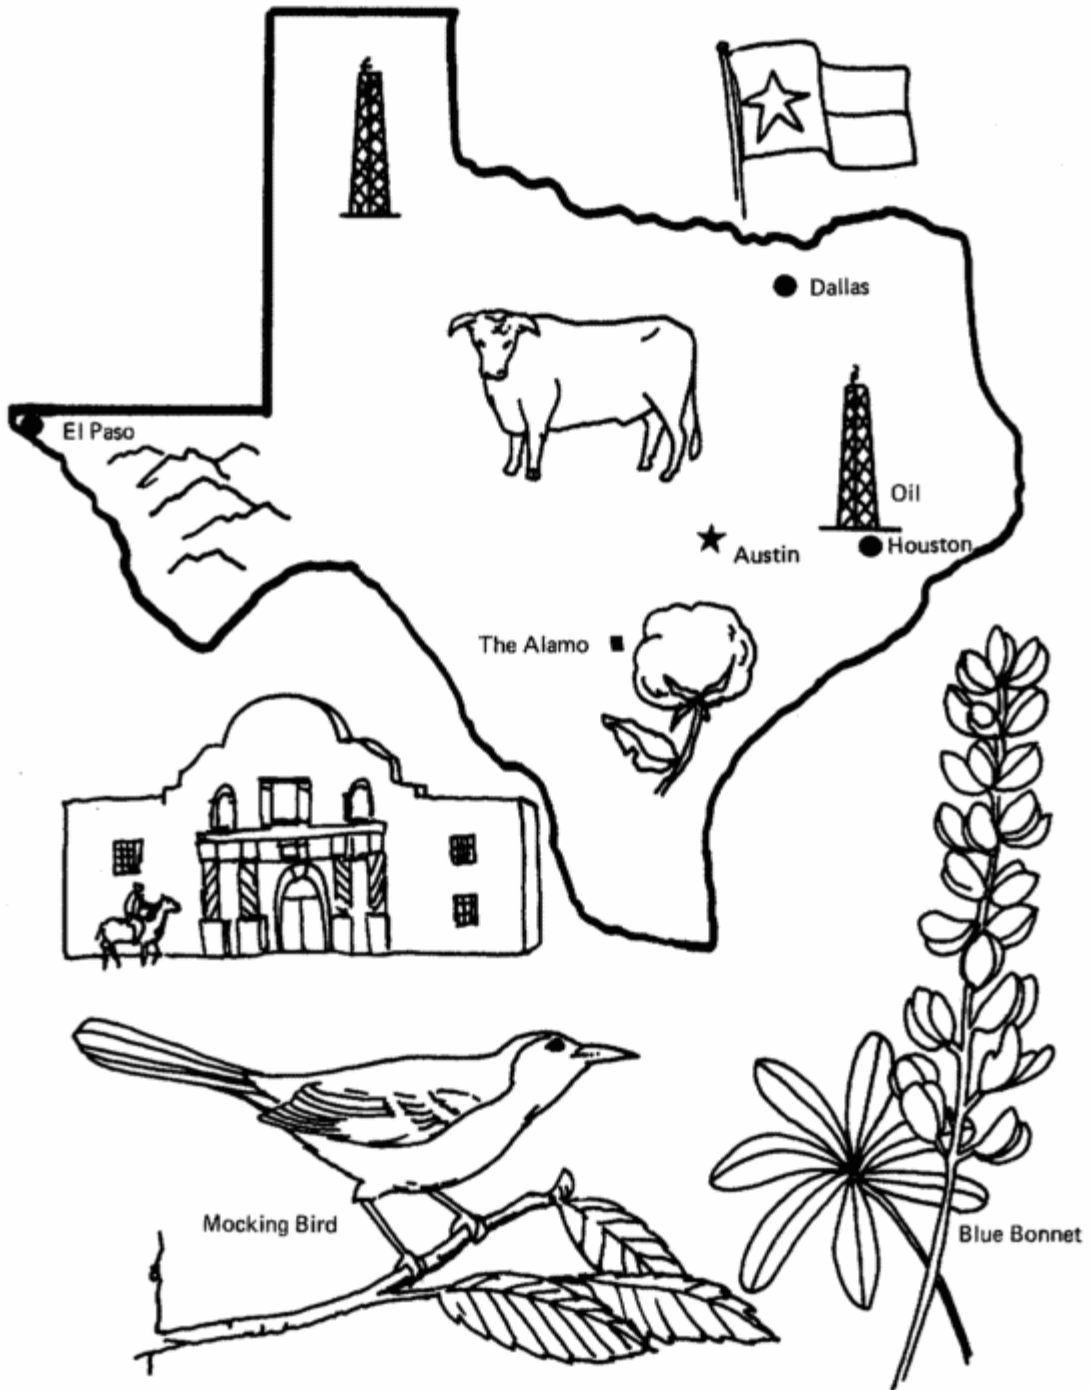 Dallas
El Paso
Oil
Houston
Austin
The Alamo
Mocking Bird
Blue Bonnet